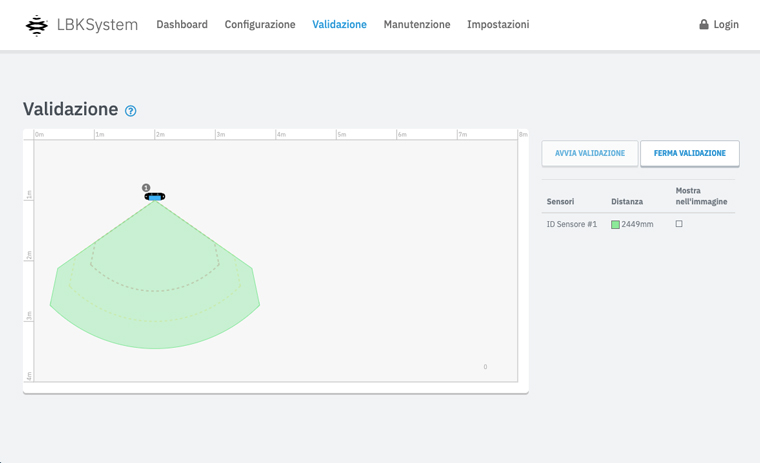 LBKSystem
Dashboard
Configurazione
Validazione
Manutenzione
Impostazioni
Login
Validazione ?
0m 1m 2m 3m 4m 5m 6m 7m 8m
1m
2m
3m
4m
1
0
AVVIA VALIDAZIONE
FERMA VALIDAZIONE
Sensori Distanza Mostra
nell'immagine
ID Sensore #1 2449mm